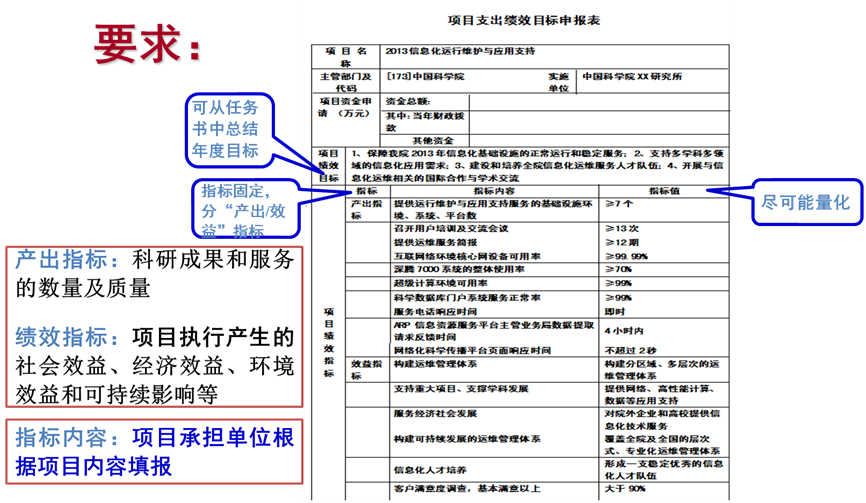 要求：
可从任务
书中总结
年度目标
指标固定，
分“产出/效
益”指标
产出指标：科研成果和服务
的数量及质量
绩效指标：项目执行产生的
社会效益、经济效益、环境
效益和可持续影响等
指标内容：项目承担单位根
据项目内容填报
项目支出绩效目标申报表
项 目 名
称
2013信息化运行维护与应用支持
主管部门及
代码
[173]中国科学院
实施
单位
中国科学院XX研究所
项目资金申
请 （万元）
资金总额：
其中：当年财政拨
款
其他资金
项目
绩效
目标
1、保障我院2013年信息化基础设施的正常运行和稳定服务；2、支持多学科多领
域的信息化应用需求；3、建设和培养全院信息化运维服务人才队伍；4、开展与信
息化运维相关的国际合作与学术交流
项
目
绩
效
指
标
指标
指标内容
指标值
产出指
标
提供运行维护与应用支持服务的基础设施环
境、系统、平台数
≥7个
召开用户培训及交流会议
≥13次
提供运维服务简报
≥12期
互联网络环境核心网设备可用率
≥99.99%
深腾7000系统的整体使用率
≥70%
超级计算环境可用率
≥99%
科学数据库门户系统服务正常率
≥99%
服务电话响应时间
即时
ARP 信息资源服务平台主管业务局数据提取
请求反馈时间
4小时内
网络化科学传播平台页面响应时间
不超过2秒
效益指
标
构建运维管理体系
构建分区域、多层次的运
维管理体系
支持重大项目、支撑学科发展
提供网络、高性能计算、
数据等应用支持
服务经济社会发展
对院外企业和高校提供信
息化技术服务
构建可持续发展的运维管理体系
覆盖全院及全国的层次
式、专业化运维管理体系
信息化人才培养
形成一支稳定优秀的信息
化人才队伍
客户满意度调查，基本满意以上
大于90%
尽可能量化